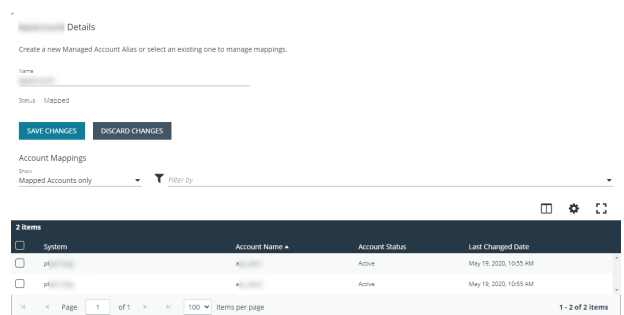 Details
Create a new Managed Account Alias or select an existing one to manage mappings.
Name
Status Mapped
SAVE CHANGES DISCARD CHANGES
Account Mappings
Show
Mapped Accounts only Filter by
2 items
System Account Name Account Status Last Changed Date
Active May 19, 2020, 10:55 AM
Active May 19, 2020, 10:55 AM
Page 1 of 1 100 Items per page 1 - 2 of 2 items